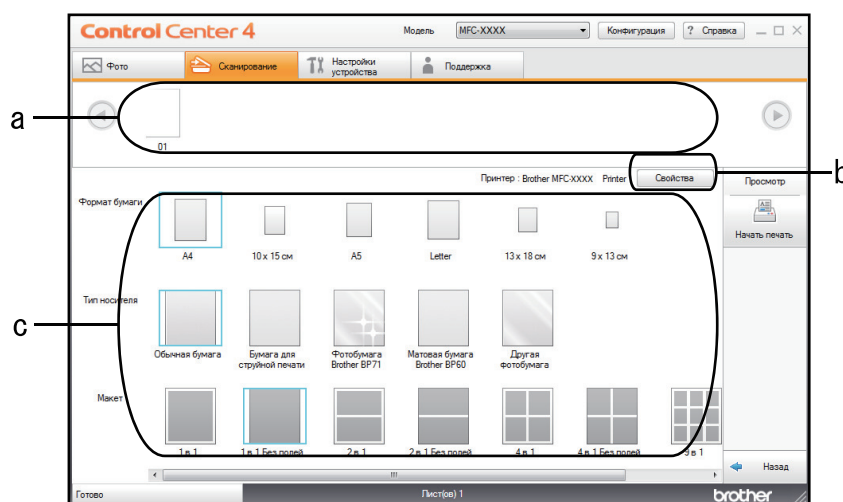 Control Center 4
Модель MFC-XXXX Конфигурация ? Справка
Фото Сканирование Настройки устройства Поддержка
a
01
Принтер : Brother MFC-XXXX Printer Свойства
b
Просмотр
Начать печать
Формат бумаги
A4 10 x 15 см A5 Letter 13 x 18 см 9 x 13 см
c
Тип носителя
Обычная бумага Бумага для струйной печати Фотобумага Brother BP71 Матовая бумага Brother BP60 Другая фотобумага
Макет
1 в 1 1 в 1 Без полей 2 в 1 2 в 1 Без полей 4 в 1 4 в 1 Без полей 9 в 1
Назад
Готово Лист(ов) 1 brother